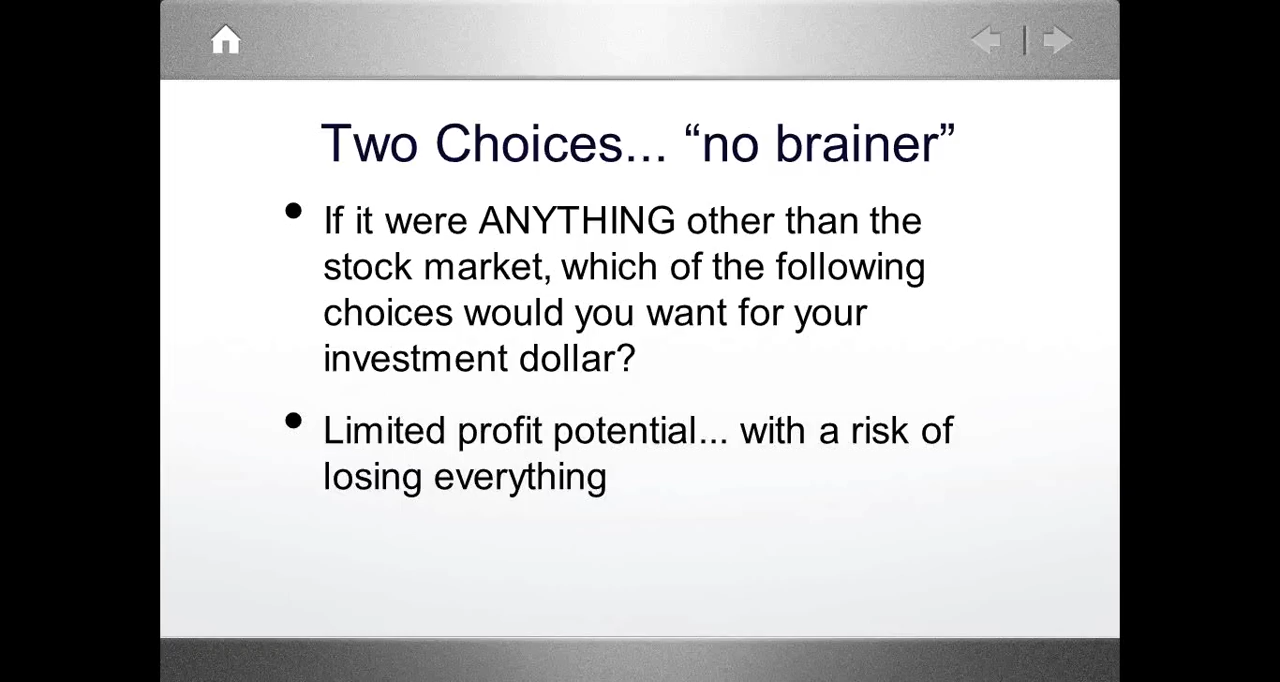 Two Choices... “no brainer”
• If it were ANYTHING other than the
stock market, which of the following
choices would you want for your
investment dollar?
• Limited profit potential... with a risk of
losing everything